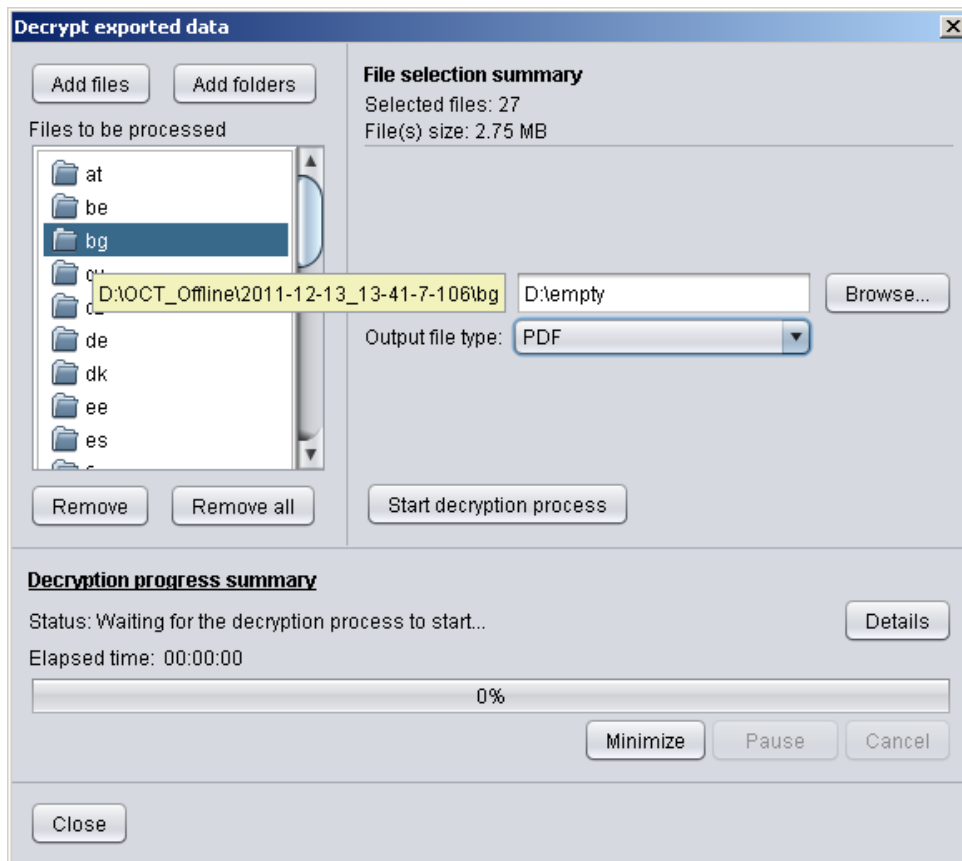 Decrypt exported data
Add files
Add folders
Files to be processed
at
be
bg
D:\OCT_Offline\2011-12-13_13-41-7-106\bg
de
dk
ee
es
Remove
Remove all
File selection summary
Selected files: 27
File(s) size: 2.75 MB
D:\empty
Browse...
Output file type:
PDF
Start decryption process
Decryption progress summary
Status: Waiting for the decryption process to start...
Details
Elapsed time: 00:00:00
0%
Minimize
Pause
Cancel
Close